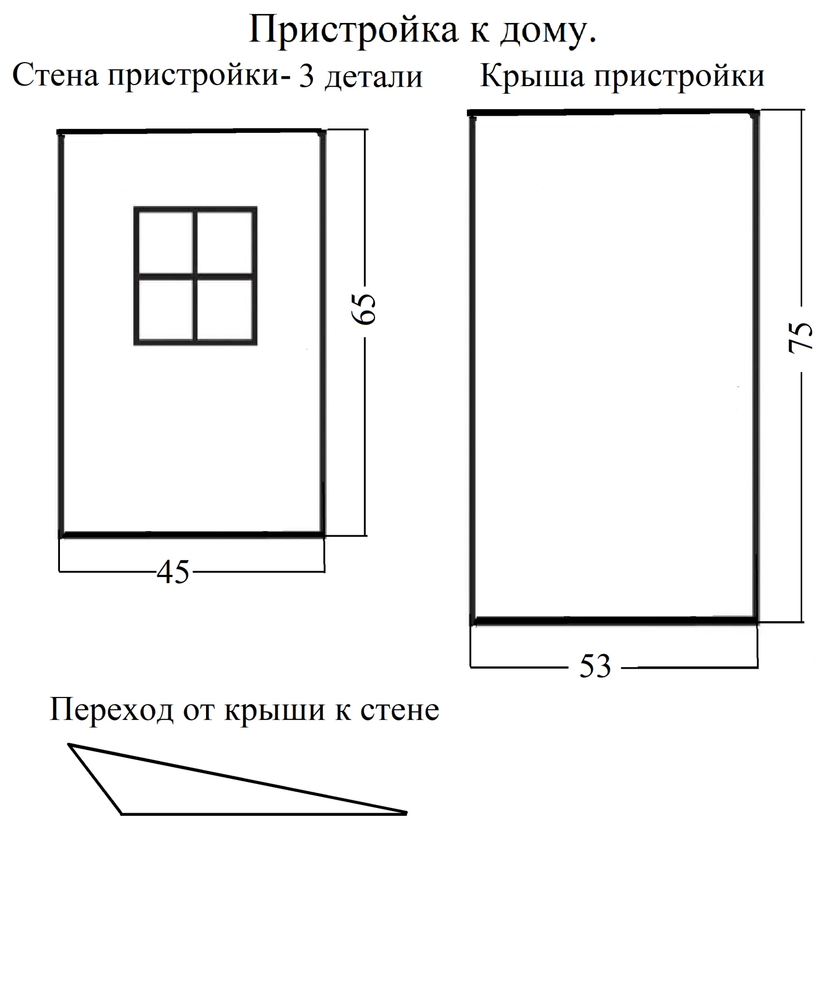 Пристройка к дому.
Стена пристройки- 3 детали
Крыша пристройки
65
75
45
53
Переход от крыши к стене